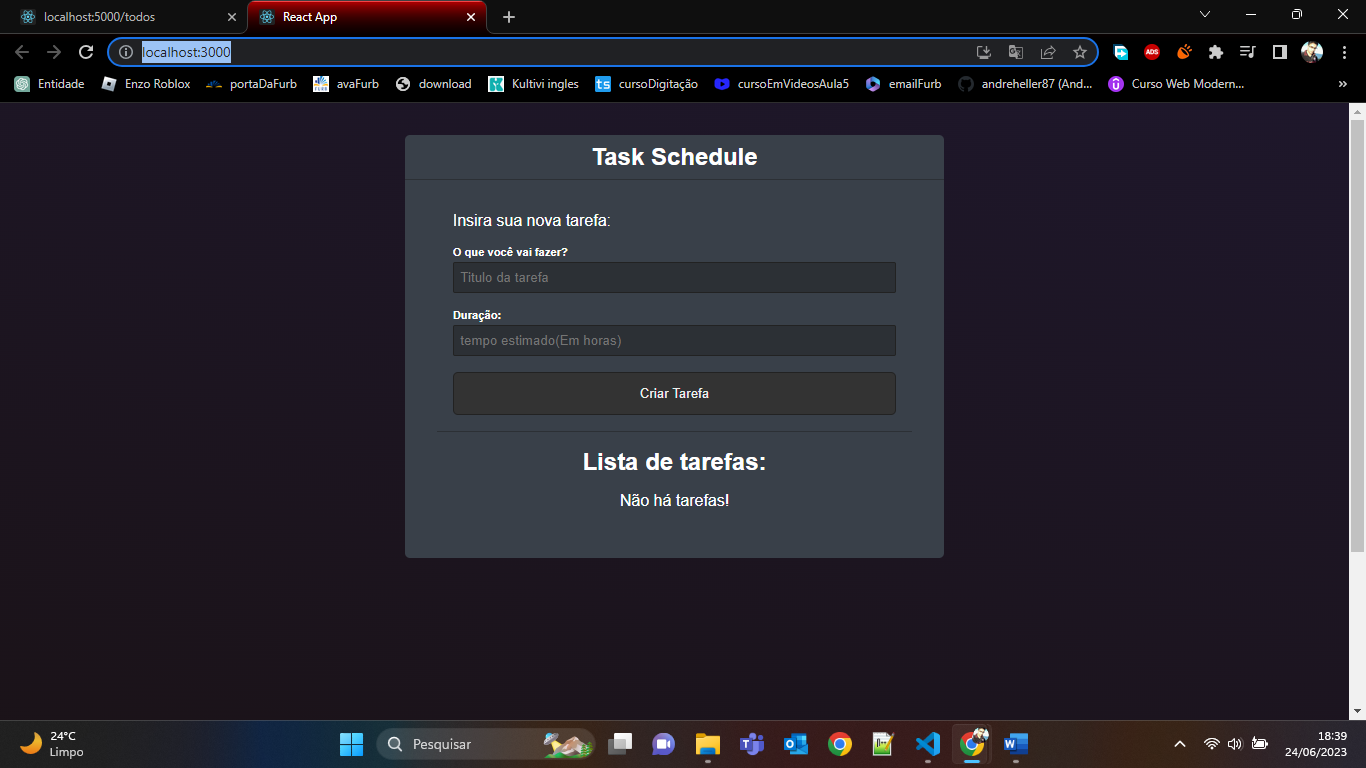 localhost:5000/todos
React App
localhost:3000
Entidade
Enzo Roblox
portaDaFurb
FURB
avaFurb
download
Kultivi ingles
ts
cursoDigitação
cursoEmVideosAula5
emailFurb
andreheller87 (And...
Curso Web Modern...
ADS
Task Schedule
Insira sua nova tarefa:
O que você vai fazer?
Título da tarefa
Duração:
tempo estimado(Em horas)
Criar Tarefa
Lista de tarefas:
Não há tarefas!
24°C
Limpo
Pesquisar
18:39
24/06/2023